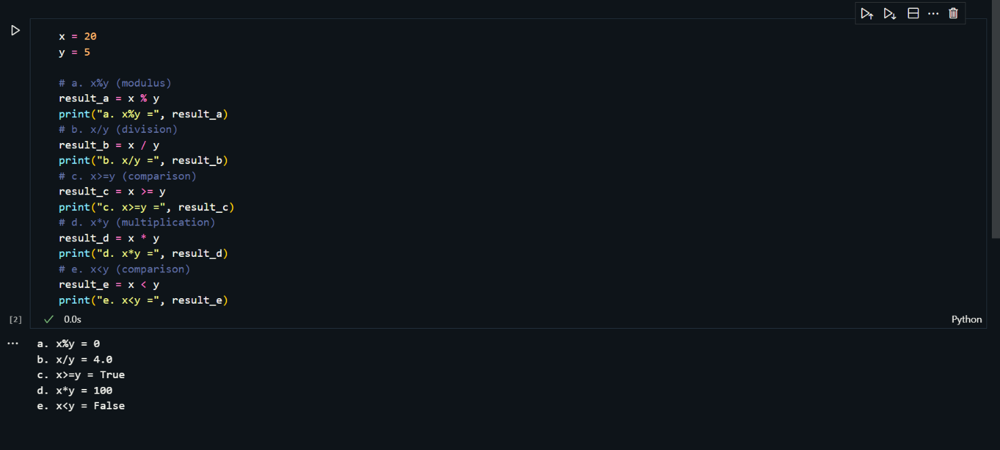 x = 20
y = 5

# a. x%y (modulus)
result_a = x % y
print("a. x%y =", result_a)
# b. x/y (division)
result_b = x / y
print("b. x/y =", result_b)
# c. x>=y (comparison)
result_c = x >= y
print("c. x>=y =", result_c)
# d. x*y (multiplication)
result_d = x * y
print("d. x*y =", result_d)
# e. x<y (comparison)
result_e = x < y
print("e. x<y =", result_e)
[2] 0.0s Python
a. x%y = 0
b. x/y = 4.0
c. x>=y = True
d. x*y = 100
e. x<y = False